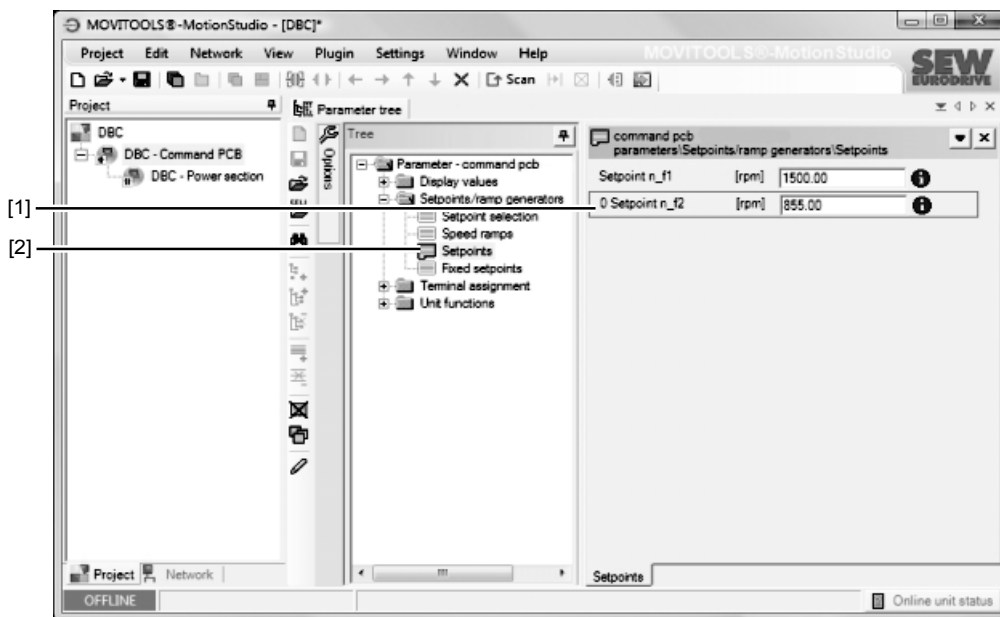 MOVITOOLS®-MotionStudio - [DBC]*
Project Edit Network View Plugin Settings Window Help
MOVITOOLS®-MotionStudio
SEW
EURODRIVE
Scan
Project
Parameter tree
DBC
DBC - Command PCB
DBC - Power section
Options
Tree
Parameter - command pcb
Display values
Setpoints/ramp generators
Setpoint selection
Speed ramps
Setpoints
Fixed setpoints
Terminal assignment
Unit functions
command pcb
parameters\Setpoints/ramp generators\Setpoints
Setpoint n_f1 [rpm] 1500.00
0 Setpoint n_f2 [rpm] 855.00
[1]
[2]
Project Network
Setpoints
OFFLINE
Online unit status